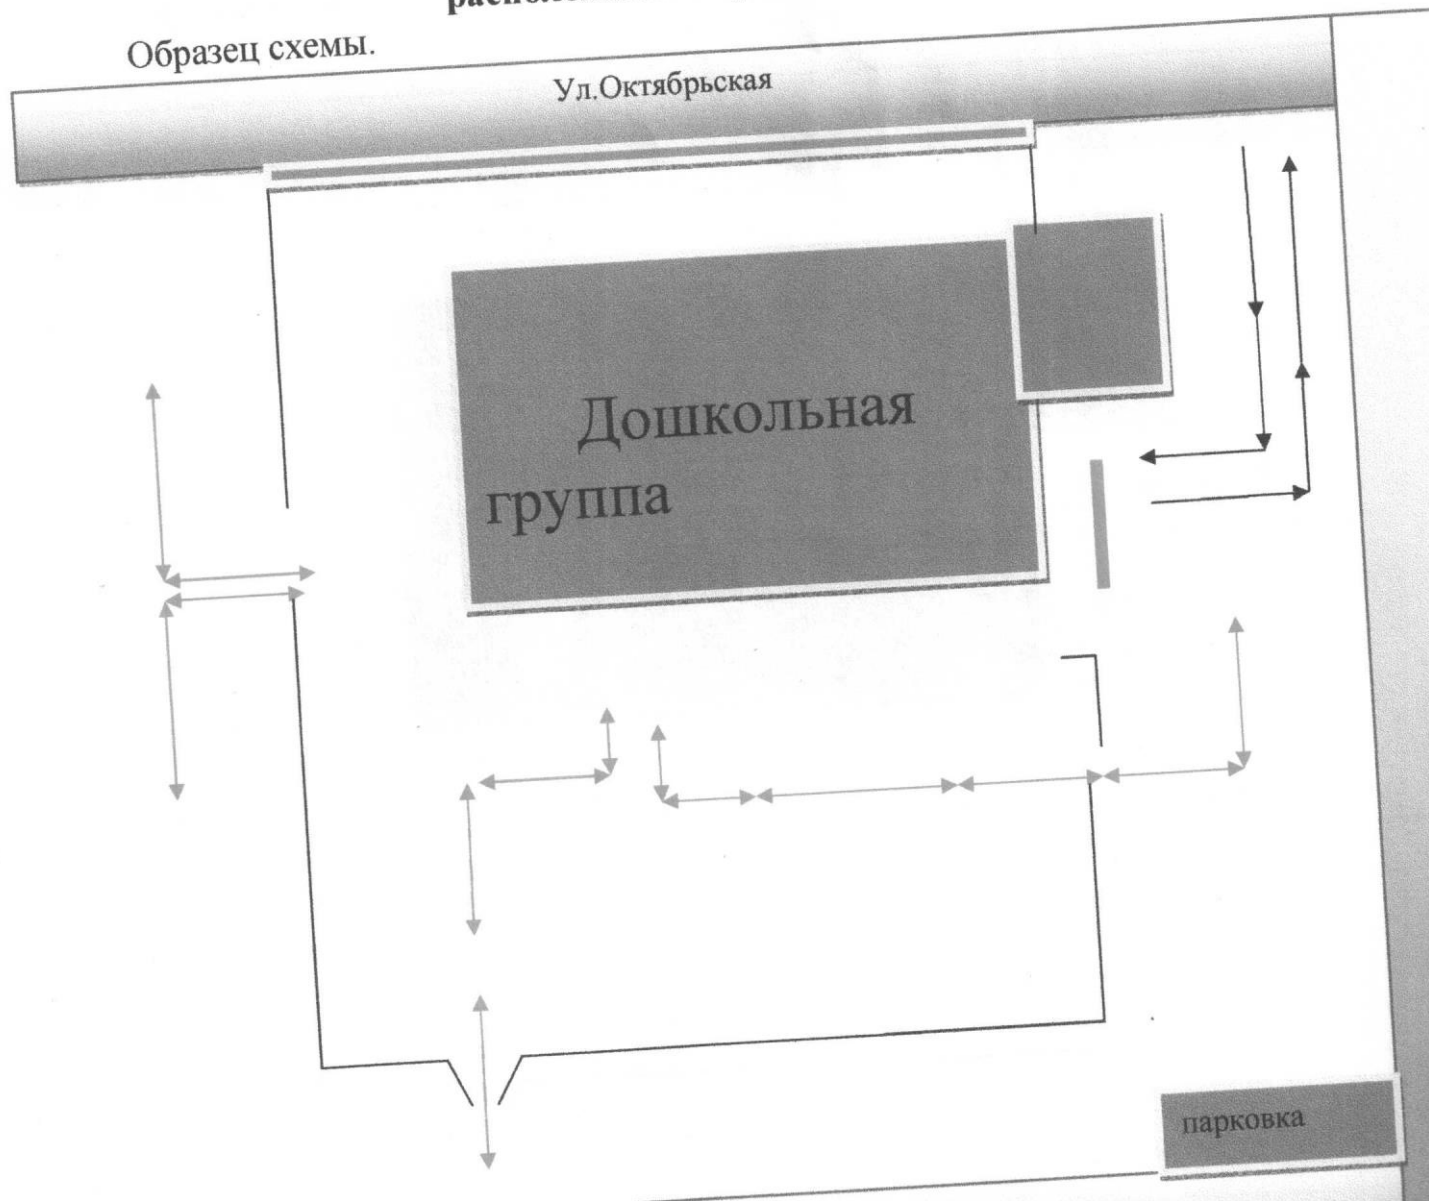 Образец схемы.
Ул.Октябрьская
Дошкольная
группа
парковка